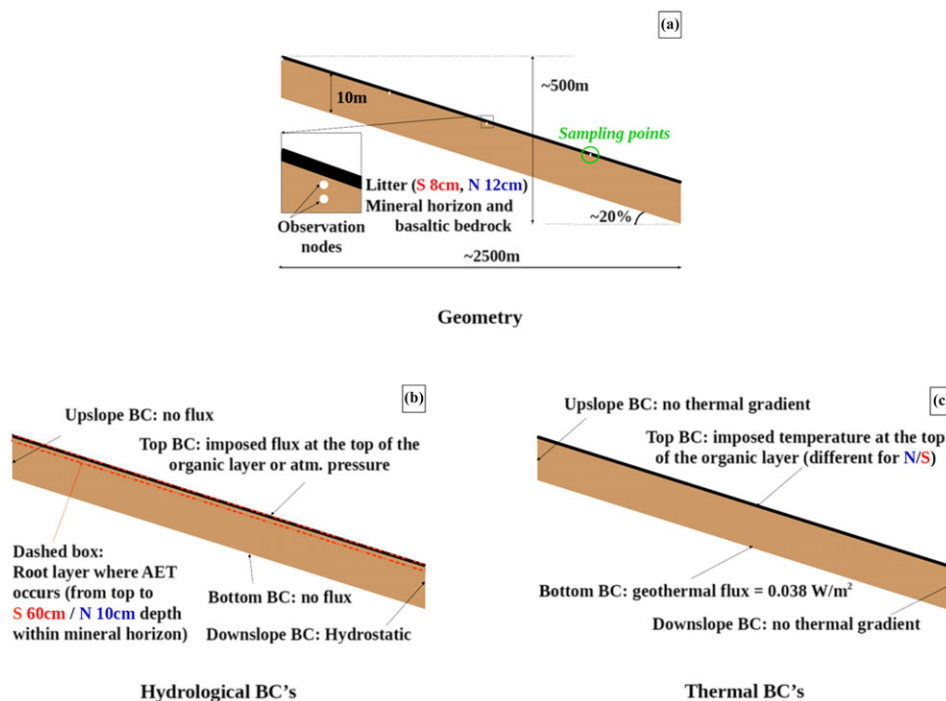 (a)
~500m
10m
Sampling points
Litter (S 8cm, N 12cm)
Mineral horizon and
basaltic bedrock
Observation
nodes
~20%
~2500m
Geometry
(b)
Upslope BC: no flux
Top BC: imposed flux at the top of the
organic layer or atm. pressure
Dashed box:
Root layer where AET
occurs (from top to
S 60cm / N 10cm depth
within mineral horizon)
Bottom BC: no flux
Downslope BC: Hydrostatic
Hydrological BC's
(c)
Upslope BC: no thermal gradient
Top BC: imposed temperature at the top
of the organic layer (different for N/S)
Bottom BC: geothermal flux = 0.038 W/m²
Downslope BC: no thermal gradient
Thermal BC's